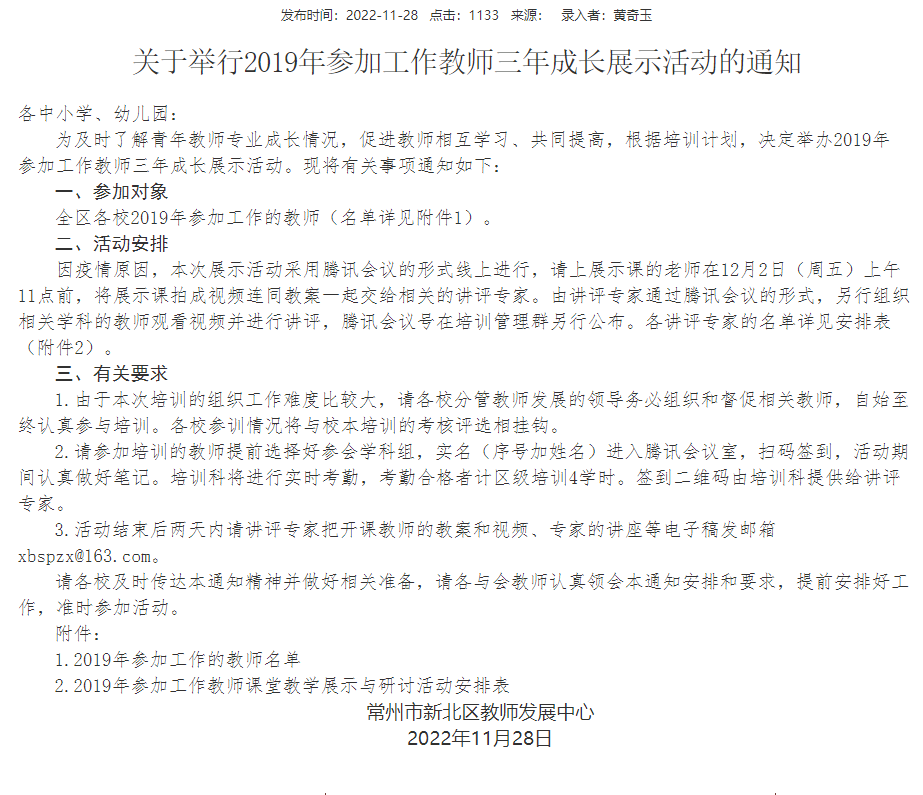 发布时间：2022-11-28 点击：1133 来源： 录入者：黄奇玉
关于举行2019年参加工作教师三年成长展示活动的通知
各中小学、幼儿园：
为及时了解青年教师专业成长情况，促进教师相互学习、共同提高，根据培训计划，决定举办2019年
参加工作教师三年成长展示活动。现将有关事项通知如下：
一、参加对象
全区各校2019年参加工作的教师（名单详见附件1）。
二、活动安排
因疫情原因，本次展示活动采用腾讯会议的形式线上进行，请上展示课的老师在12月2日（周五）上午
11点前，将展示课拍成视频连同教案一起交给相关的讲评专家。由讲评专家通过腾讯会议的形式，另行组织
相关学科的教师观看视频并进行讲评，腾讯会议号在培训管理群另行公布。各讲评专家的名单详见安排表
（附件2）。
三、有关要求
1.由于本次培训的组织工作难度比较大，请各校分管教师发展的领导务必组织和督促相关教师，自始至
终认真参与培训。各校参训情况将与校本培训的考核评选相挂钩。
2.请参加培训的教师提前选择好参会学科组，实名（序号加姓名）进入腾讯会议室，扫码签到，活动期
间认真做好笔记。培训科将进行实时考勤，考勤合格者计区级培训4学时。签到二维码由培训科提供给讲评
专家。
3.活动结束后两天内请讲评专家把开课教师的教案和视频、专家的讲座等电子稿发邮箱
xbspzx@163.com。
请各校及时传达本通知精神并做好相关准备，请各与会教师认真领会本通知安排和要求，提前安排好工
作，准时参加活动。
附件：
1.2019年参加工作的教师名单
2.2019年参加工作教师课堂教学展示与研讨活动安排表
常州市新北区教师发展中心
2022年11月28日